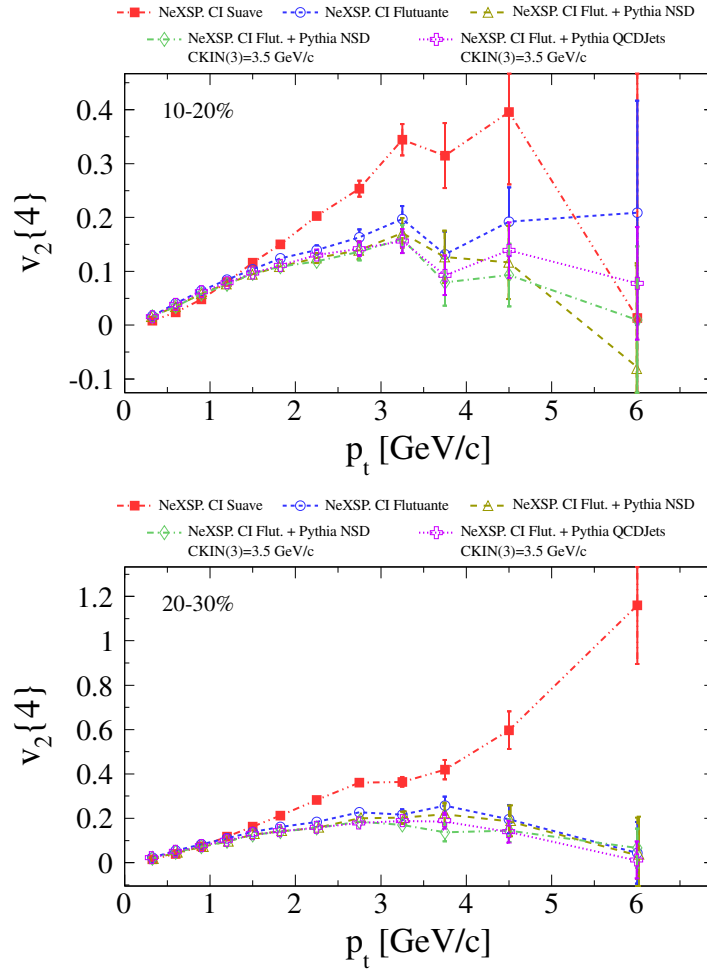 NeXSP. CI Suave NeXSP. CI Flutuante NeXSP. CI Flut. + Pythia NSD
NeXSP. CI Flut. + Pythia NSD NeXSP. CI Flut. + Pythia QCDJets
CKIN(3)=3.5 GeV/c CKIN(3)=3.5 GeV/c
10-20%
0.4
0.3
0.2
0.1
0
-0.1
v2{4}
0 1 2 3 4 5 6
pt [GeV/c]
NeXSP. CI Suave NeXSP. CI Flutuante NeXSP. CI Flut. + Pythia NSD
NeXSP. CI Flut. + Pythia NSD NeXSP. CI Flut. + Pythia QCDJets
CKIN(3)=3.5 GeV/c CKIN(3)=3.5 GeV/c
20-30%
1.2
1
0.8
0.6
0.4
0.2
0
v2{4}
0 1 2 3 4 5 6
pt [GeV/c]